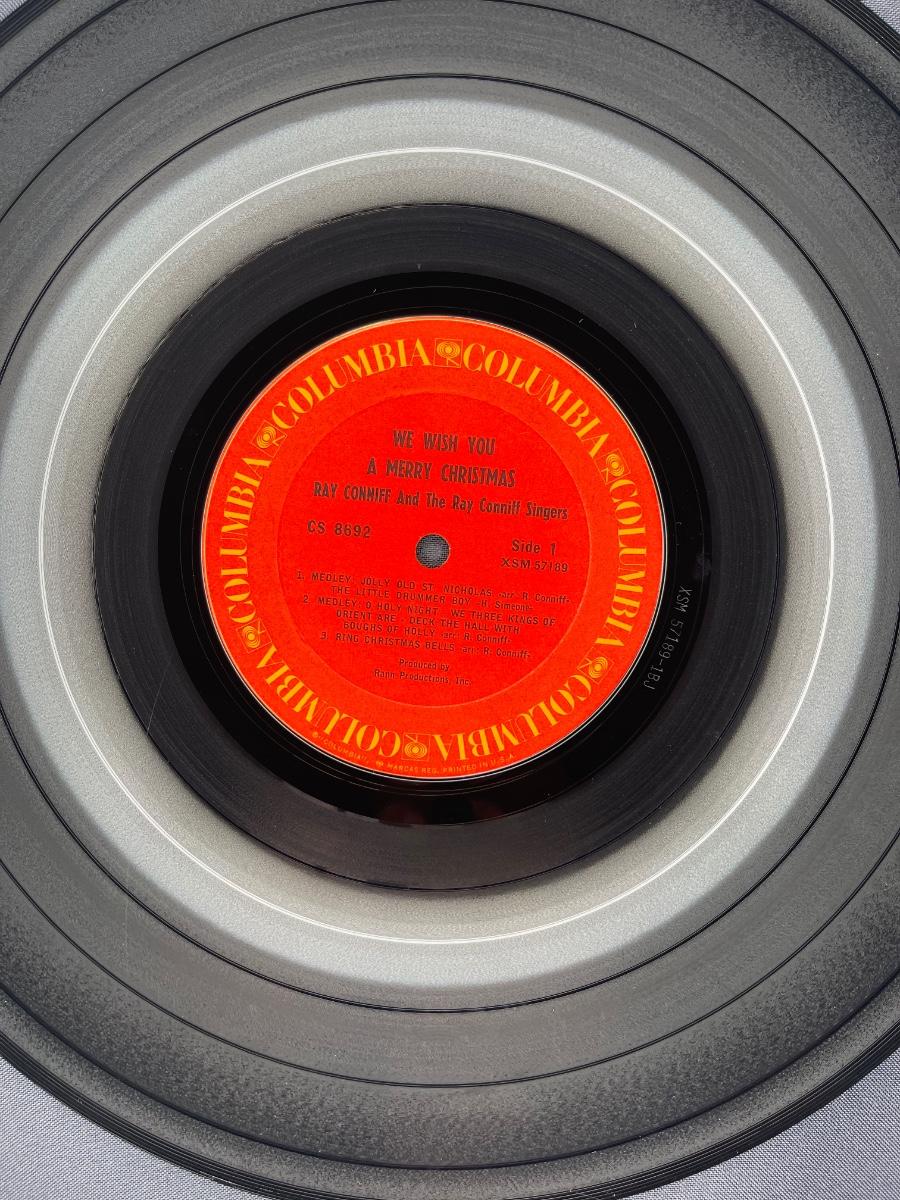 COLUMBIA COLUMBIA COLUMBIA COLUMBIA COLUMBIA COLUMBIA
WE WISH YOU
A MERRY CHRISTMAS
RAY CONNIFF And The Ray Conniff Singers
CS 8692
Side 1
XSM 57189
1. MEDLEY: JOLLY OLD ST. NICHOLAS -arr: R. Conniff-
THE LITTLE DRUMMER BOY -H. Simeone-
2. MEDLEY: O HOLY NIGHT - WE THREE KINGS OF
ORIENT ARE - DECK THE HALL WITH
BOUGHS OF HOLLY -arr: R. Conniff-
3. RING CHRISTMAS BELLS -arr: R. Conniff-
Produced by
Rann Productions, Inc.
® "COLUMBIA", MARCAS REG. PRINTED IN U.S.A.
XSM 57189-1BJ